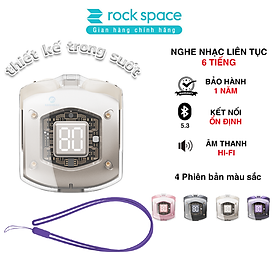 rock space
Gian hàng chính hãng
thiết kế trong suốt
NGHE NHẠC LIÊN TỤC
6 TIẾNG
BẢO HÀNH
1 NĂM
5.3
KẾT NỐI
ỔN ĐỊNH
ÂM THANH
HI-FI
4 Phiên bản màu sắc
80